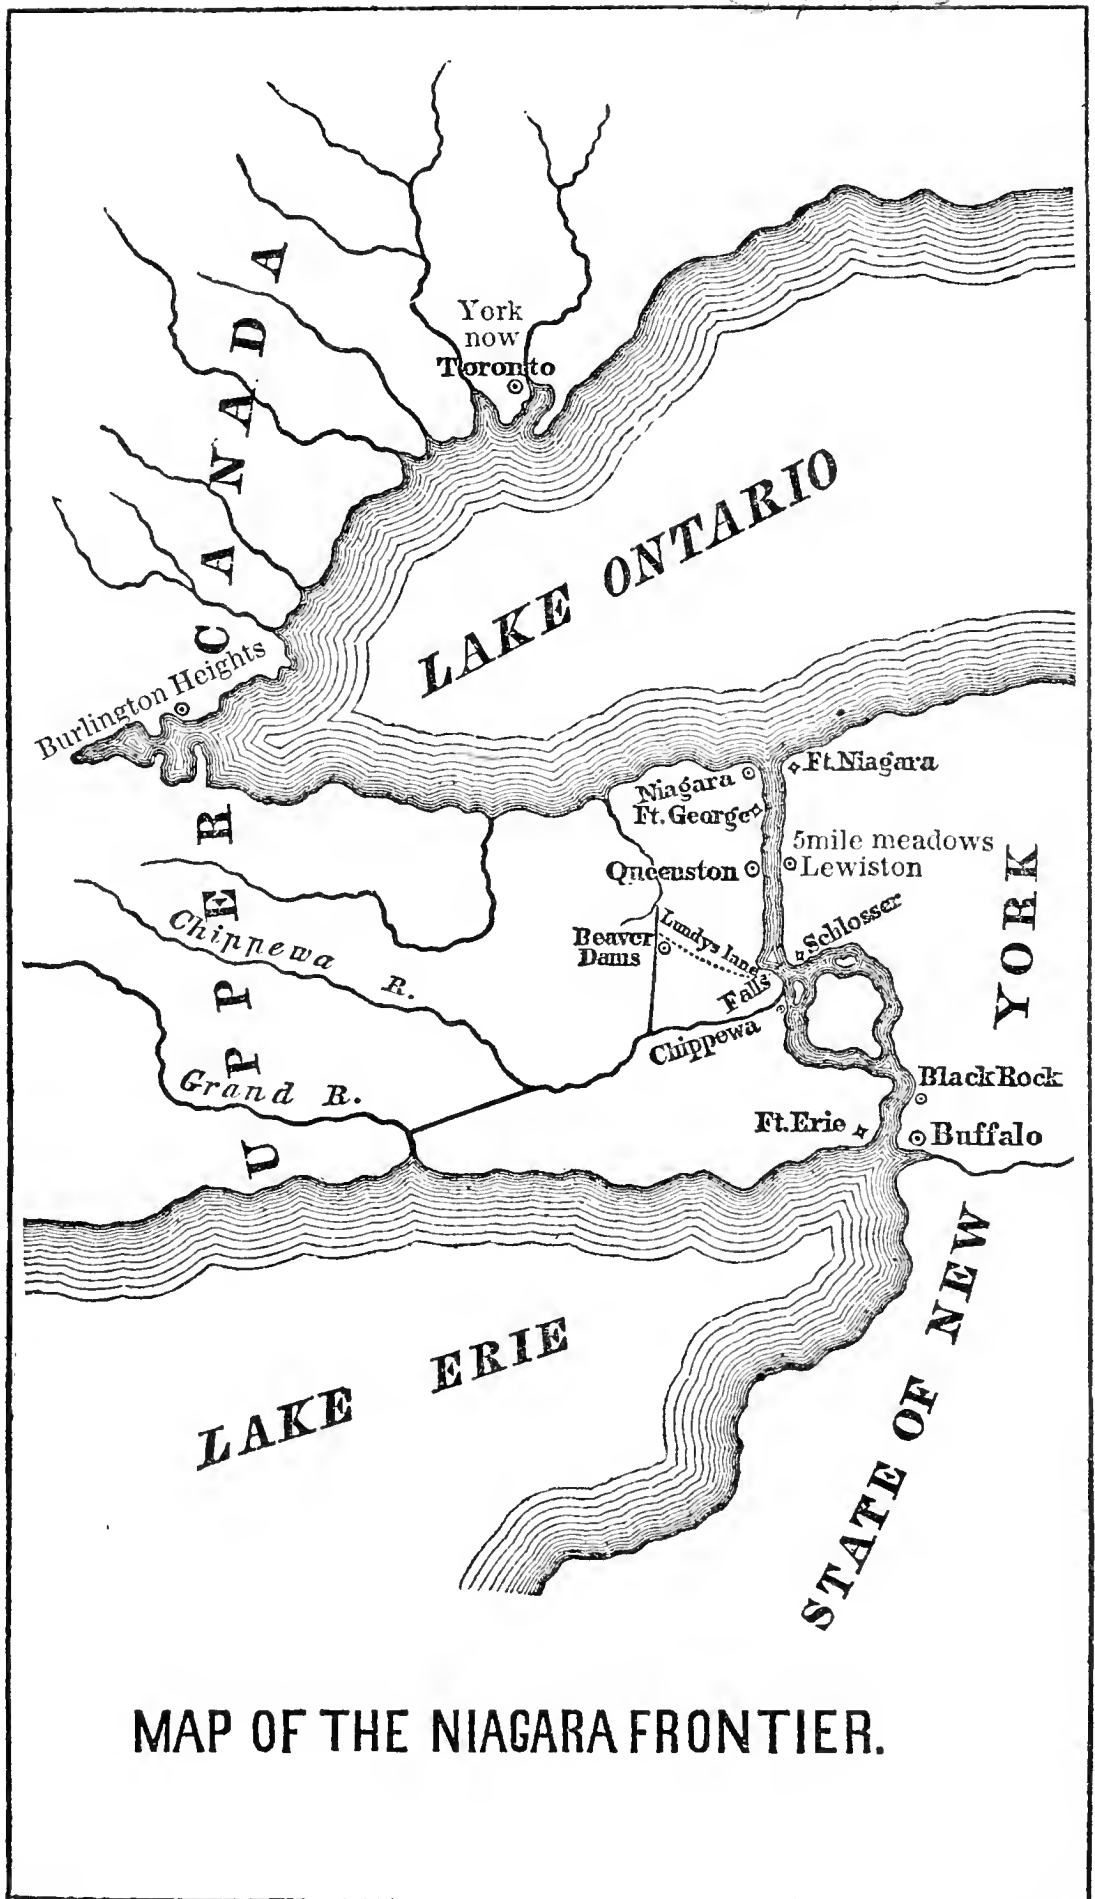 York
now
Toronto
UPPER CANADA
LAKE ONTARIO
Burlington Heights
Niagara
Ft. Niagara
Ft. George
5mile meadows
Queenston
Lewiston
Schlosser
Lundys lane
Beaver
Dams
Falls
Chippewa R.
Chippewa
Grand R.
Black Rock
Ft. Erie
Buffalo
LAKE ERIE
STATE OF NEW YORK
MAP OF THE NIAGARA FRONTIER.